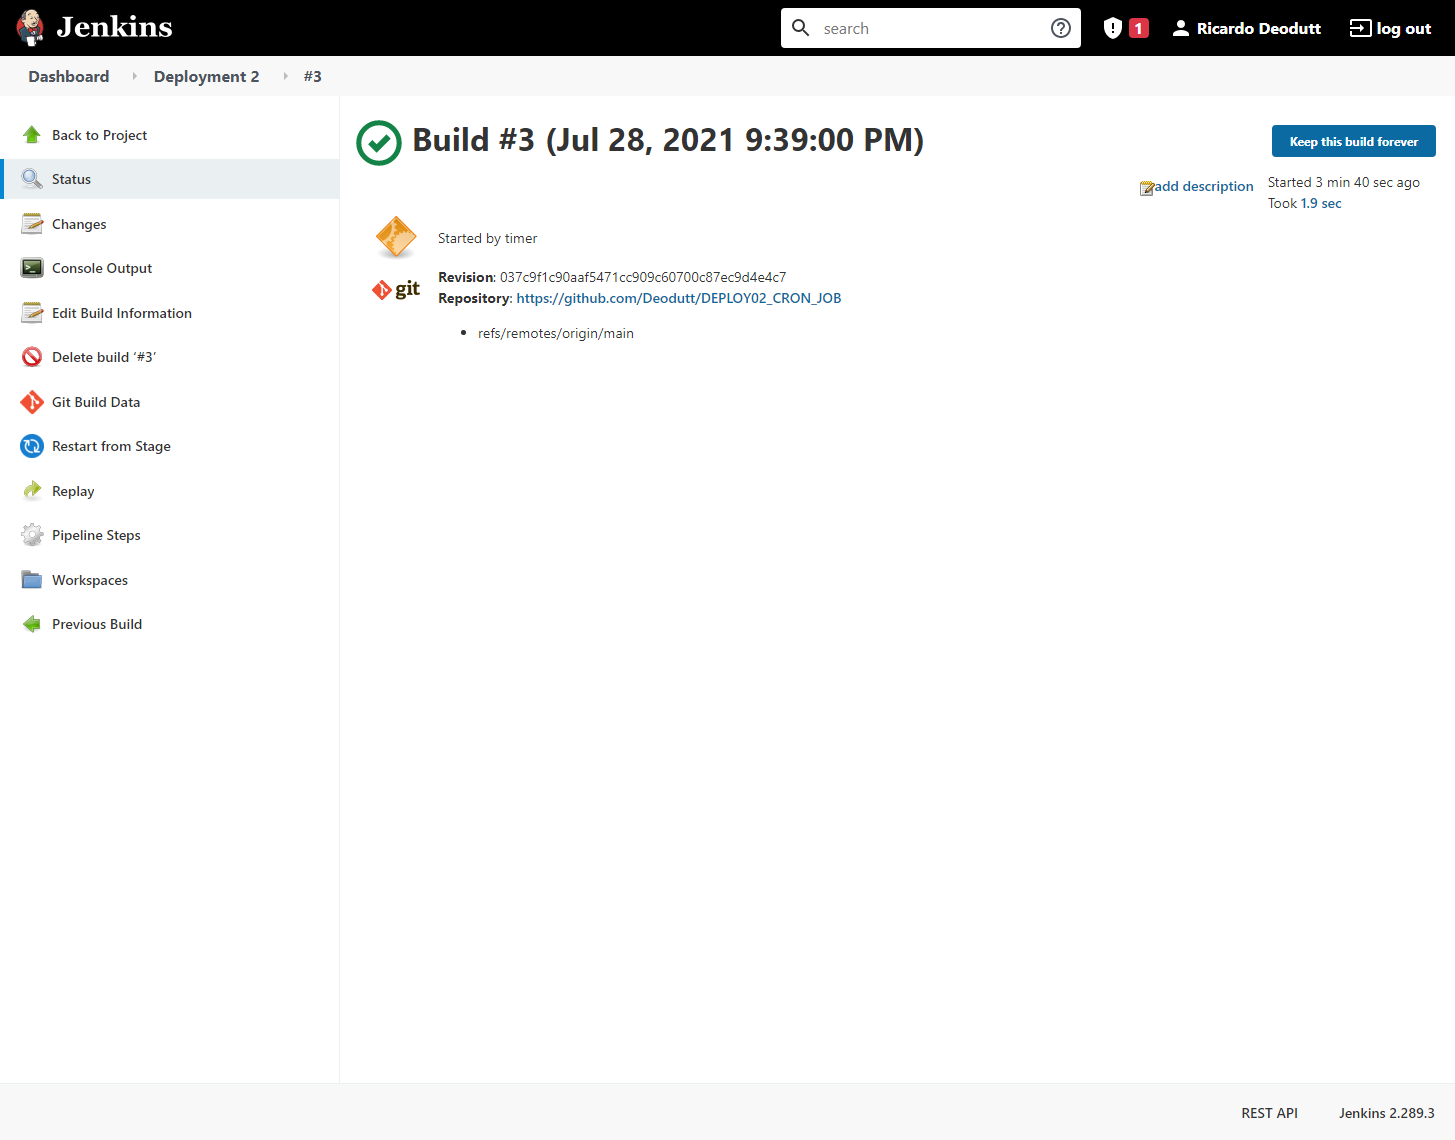 Jenkins
search
1
Ricardo Deodutt
log out
Dashboard
Deployment 2
#3
Back to Project
Status
Changes
Console Output
Edit Build Information
Delete build ‘#3’
Git Build Data
Restart from Stage
Replay
Pipeline Steps
Workspaces
Previous Build
Build #3 (Jul 28, 2021 9:39:00 PM)
Keep this build forever
add description
Started 3 min 40 sec ago
Took 1.9 sec
Started by timer
git
Revision: 037c9f1c90aaf5471cc909c60700c87ec9d4e4c7
Repository: https://github.com/Deodutt/DEPLOY02_CRON_JOB
refs/remotes/origin/main
REST API
Jenkins 2.289.3